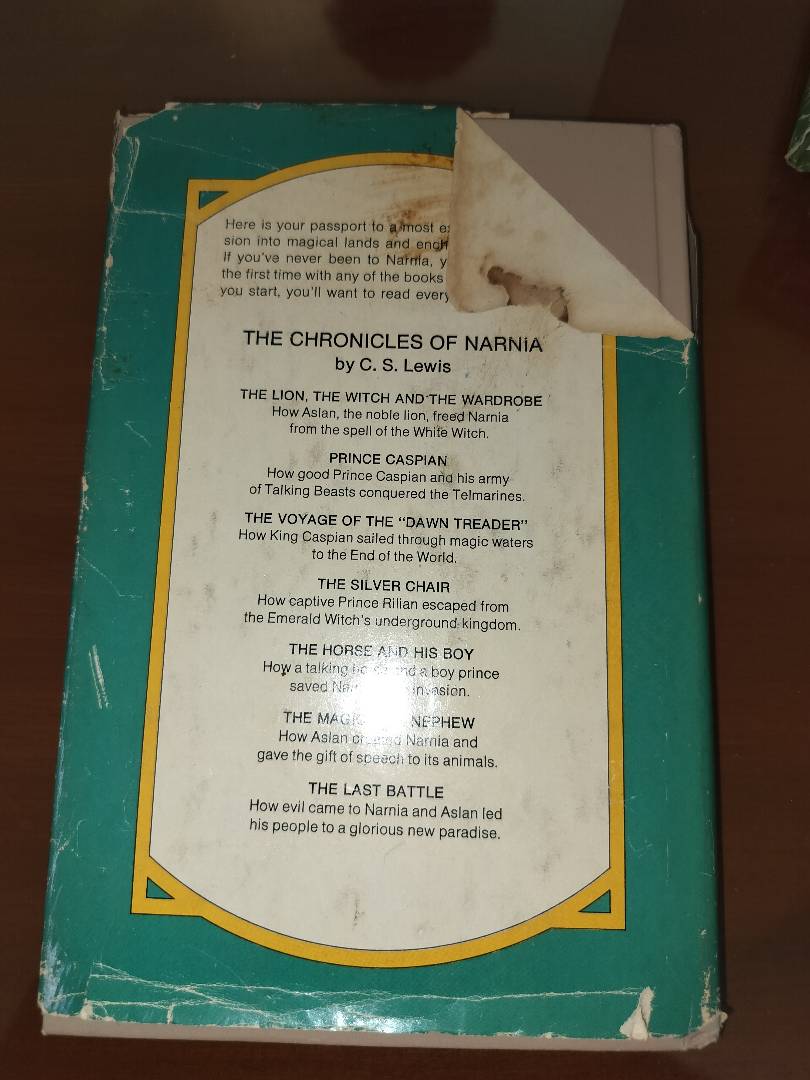 Here is your passport to a most
sion into magical lands and
If you've never been to Narnia,
the first time with any of the books
you start, you'll want to read
THE CHRONICLES OF NARNIA
by C. S. Lewis
THE LION, THE WITCH AND THE WARDROBE
How Aslan, the noble lion, freed Narnia
from the spell of the White Witch.
PRINCE CASPIAN
How good Prince Caspian and his army
of Talking Beasts conquered the Telmarines.
THE VOYAGE OF THE “DAWN TREADER”
How King Caspian sailed through magic waters
to the End of the World.
THE SILVER CHAIR
How captive Prince Rilian escaped from
the Emerald Witch's underground kingdom.
THE HORSE AND HIS BOY
How a talking horse and a boy prince
saved invasion.
THE NEPHEW
How Aslan created Narnia and
gave the gift of speech to its animals.
THE LAST BATTLE
How evil came to Narnia and Aslan led
his people to a glorious new paradise.